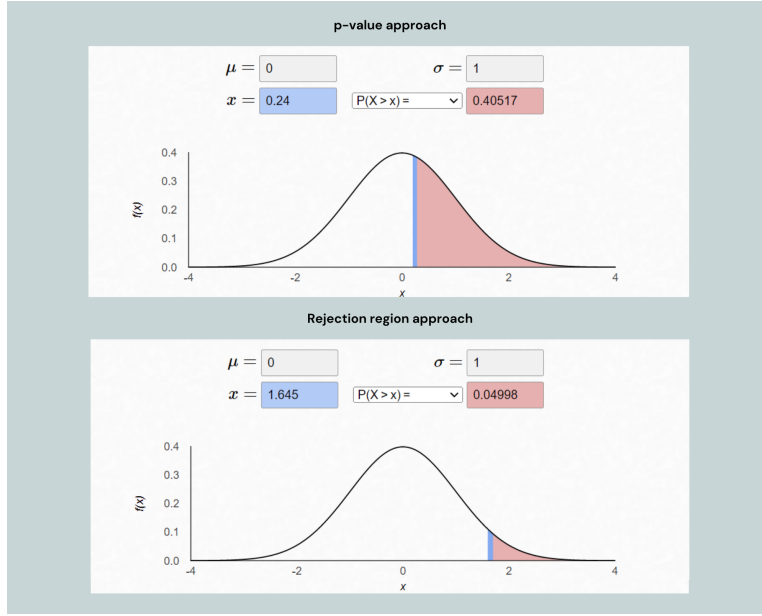 p-value approach
μ = 0 σ = 1
x = 0.24 P(X > x) = 0.40517
0.4
0.3
0.2
0.1
0.0
f(x)
-4 -2 0 2 4
x
Rejection region approach
μ = 0 σ = 1
x = 1.645 P(X > x) = 0.04998
0.4
0.3
0.2
0.1
0.0
f(x)
-4 -2 0 2 4
x